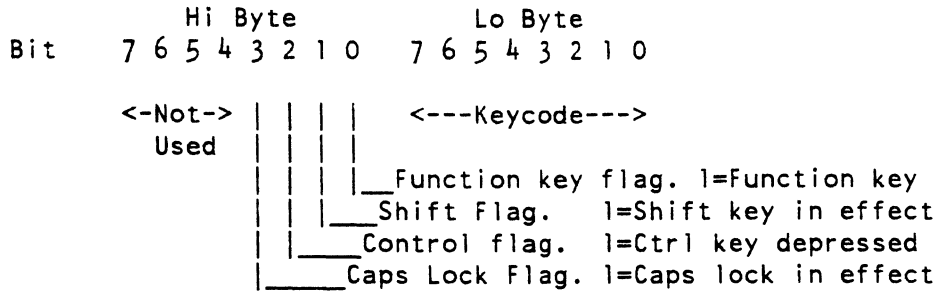 Hi Byte Lo Byte
Bit 7 6 5 4 3 2 1 0 7 6 5 4 3 2 1 0
<-Not-> | | | | <---Keycode--->
Used | | | |
| | | |__Function key flag. 1=Function key
| | |___Shift Flag. 1=Shift key in effect
| |____Control flag. 1=Ctrl key depressed
|_____Caps Lock Flag. 1=Caps lock in effect